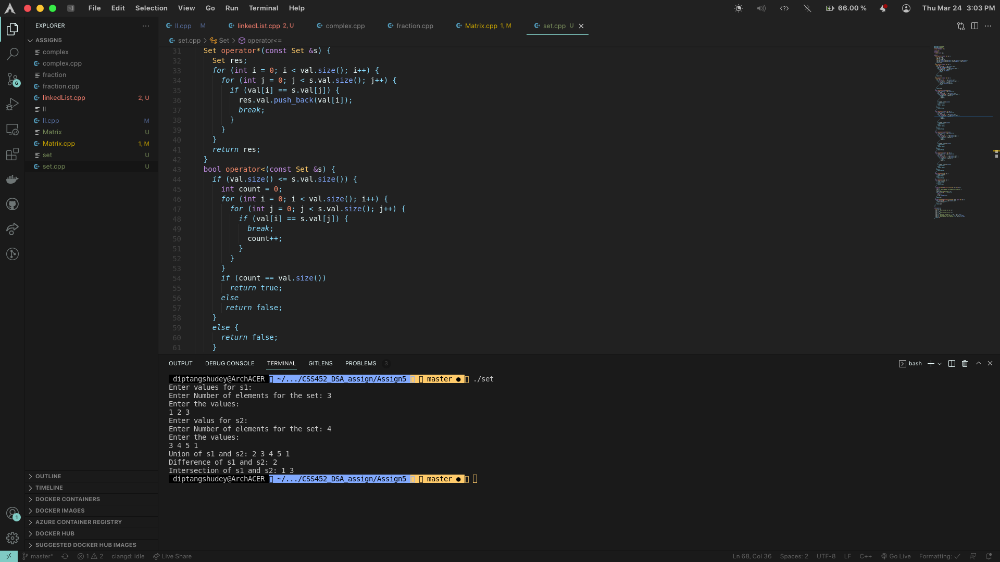 File Edit Selection View Go Run Terminal Help
66.00 % Thu Mar 24 3:03 PM
EXPLORER
ASSIGN5
complex
complex.cpp
fraction
fraction.cpp
linkedList.cpp 2, U
ll
ll.cpp M
Matrix U
Matrix.cpp 1, M
set U
set.cpp U
OUTLINE
TIMELINE
DOCKER CONTAINERS
DOCKER IMAGES
AZURE CONTAINER REGISTRY
DOCKER HUB
SUGGESTED DOCKER HUB IMAGES
6
1
ll.cpp M linkedList.cpp 2, U complex.cpp fraction.cpp Matrix.cpp 1, M set.cpp U
set.cpp > Set > operator<=
31 Set operator*(const Set &s) {
32 Set res;
33 for (int i = 0; i < val.size(); i++) {
34 for (int j = 0; j < s.val.size(); j++) {
35 if (val[i] == s.val[j]) {
36 res.val.push_back(val[i]);
37 break;
38 }
39 }
40 }
41 return res;
42 }
43 bool operator<(const Set &s) {
44 if (val.size() <= s.val.size()) {
45 int count = 0;
46 for (int i = 0; i < val.size(); i++) {
47 for (int j = 0; j < s.val.size(); j++) {
48 if (val[i] == s.val[j]) {
49 break;
50 count++;
51 }
52 }
53 }
54 if (count == val.size())
55 return true;
56 else
57 return false;
58 }
59 else {
60 return false;
61 }
OUTPUT DEBUG CONSOLE TERMINAL GITLENS PROBLEMS 3
bash
diptangshudey@ArchACER ~/.../CSS452_DSA_assign/Assign5 master ● ./set
Enter values for s1:
Enter Number of elements for the set: 3
Enter the values:
1 2 3
Enter valus for s2:
Enter Number of elements for the set: 4
Enter the values:
3 4 5 1
Union of s1 and s2: 2 3 4 5 1
Difference of s1 and s2: 2
Intersection of s1 and s2: 1 3
diptangshudey@ArchACER ~/.../CSS452_DSA_assign/Assign5 master ●
master* 1 2 clangd: idle Live Share
Ln 68, Col 36 Spaces: 2 UTF-8 LF C++ Go Live Formatting: ✓